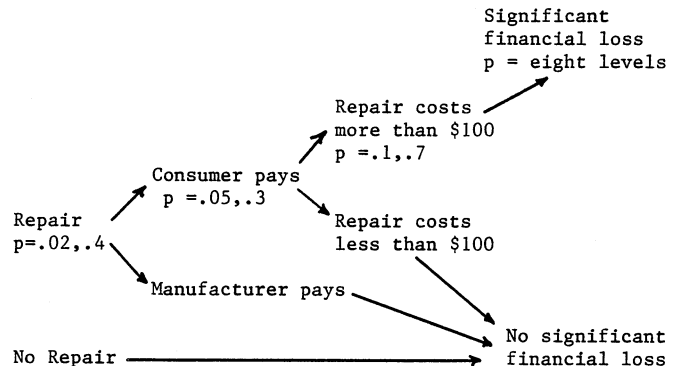 Significant
financial loss
p = eight levels
Repair costs
more than $100
p =.1,.7
Consumer pays
p =.05,.3
Repair
p=.02,.4
Repair costs
less than $100
Manufacturer pays
No significant
financial loss
No Repair